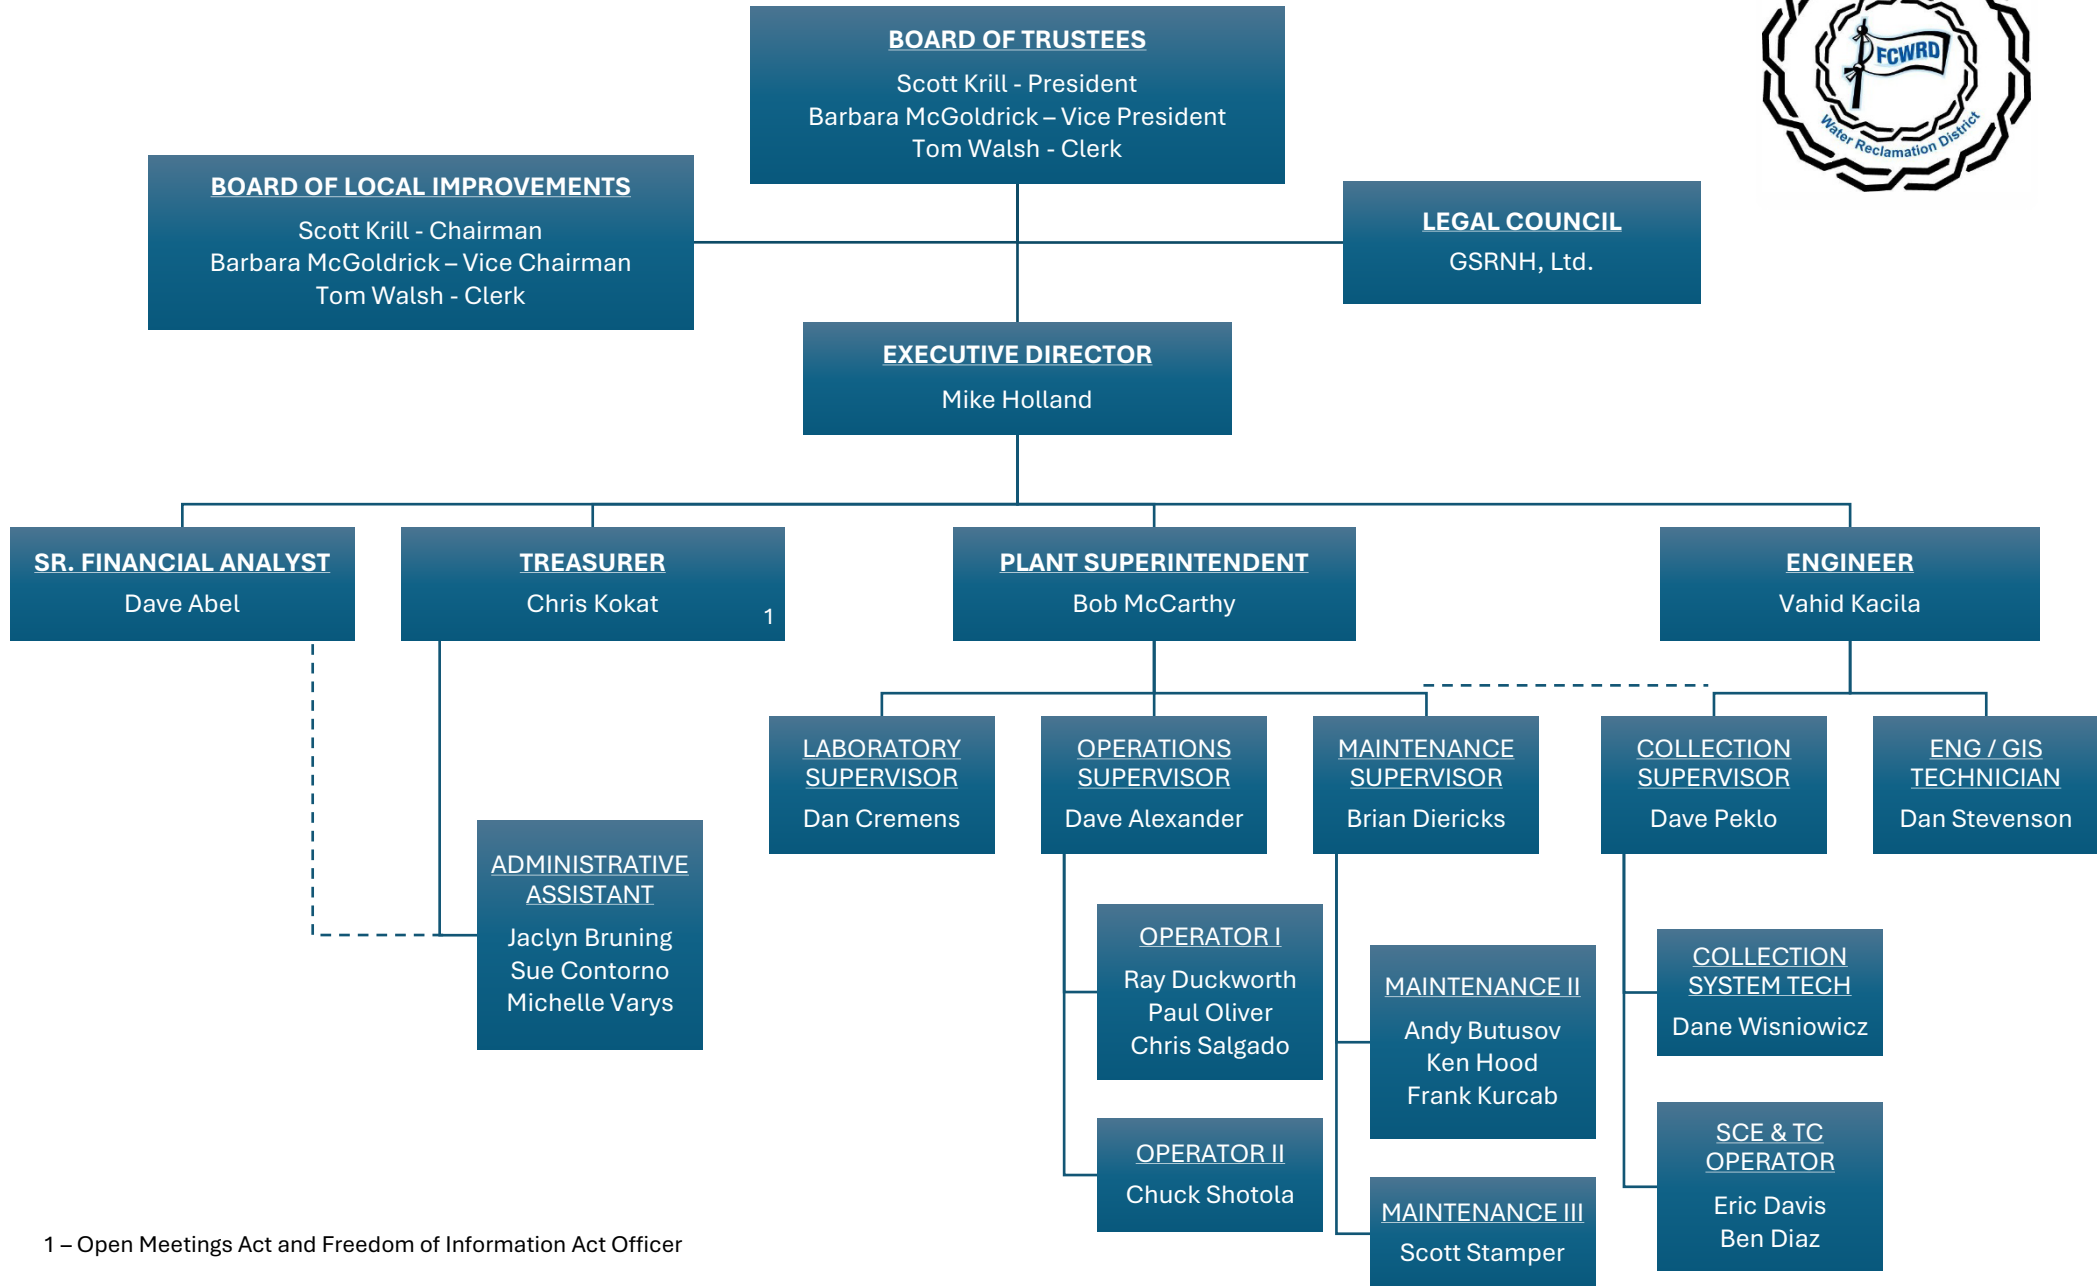 BOARD OF TRUSTEES
Scott Krill - President
Barbara McGoldrick – Vice President
Tom Walsh - Clerk
FCWRD
Water Reclamation District
BOARD OF LOCAL IMPROVEMENTS
Scott Krill - Chairman
Barbara McGoldrick – Vice Chairman
Tom Walsh - Clerk
LEGAL COUNCIL
GSRNH, Ltd.
EXECUTIVE DIRECTOR
Mike Holland
SR. FINANCIAL ANALYST
Dave Abel
TREASURER
Chris Kokat
1
PLANT SUPERINTENDENT
Bob McCarthy
ENGINEER
Vahid Kacila
LABORATORY
SUPERVISOR
Dan Cremens
OPERATIONS
SUPERVISOR
Dave Alexander
MAINTENANCE
SUPERVISOR
Brian Diericks
COLLECTION
SUPERVISOR
Dave Peklo
ENG / GIS
TECHNICIAN
Dan Stevenson
ADMINISTRATIVE
ASSISTANT
Jaclyn Bruning
Sue Contorno
Michelle Varys
OPERATOR I
Ray Duckworth
Paul Oliver
Chris Salgado
OPERATOR II
Chuck Shotola
MAINTENANCE II
Andy Butusov
Ken Hood
Frank Kurcab
MAINTENANCE III
Scott Stamper
COLLECTION
SYSTEM TECH
Dane Wisniowicz
SCE & TC
OPERATOR
Eric Davis
Ben Diaz
1 – Open Meetings Act and Freedom of Information Act Officer